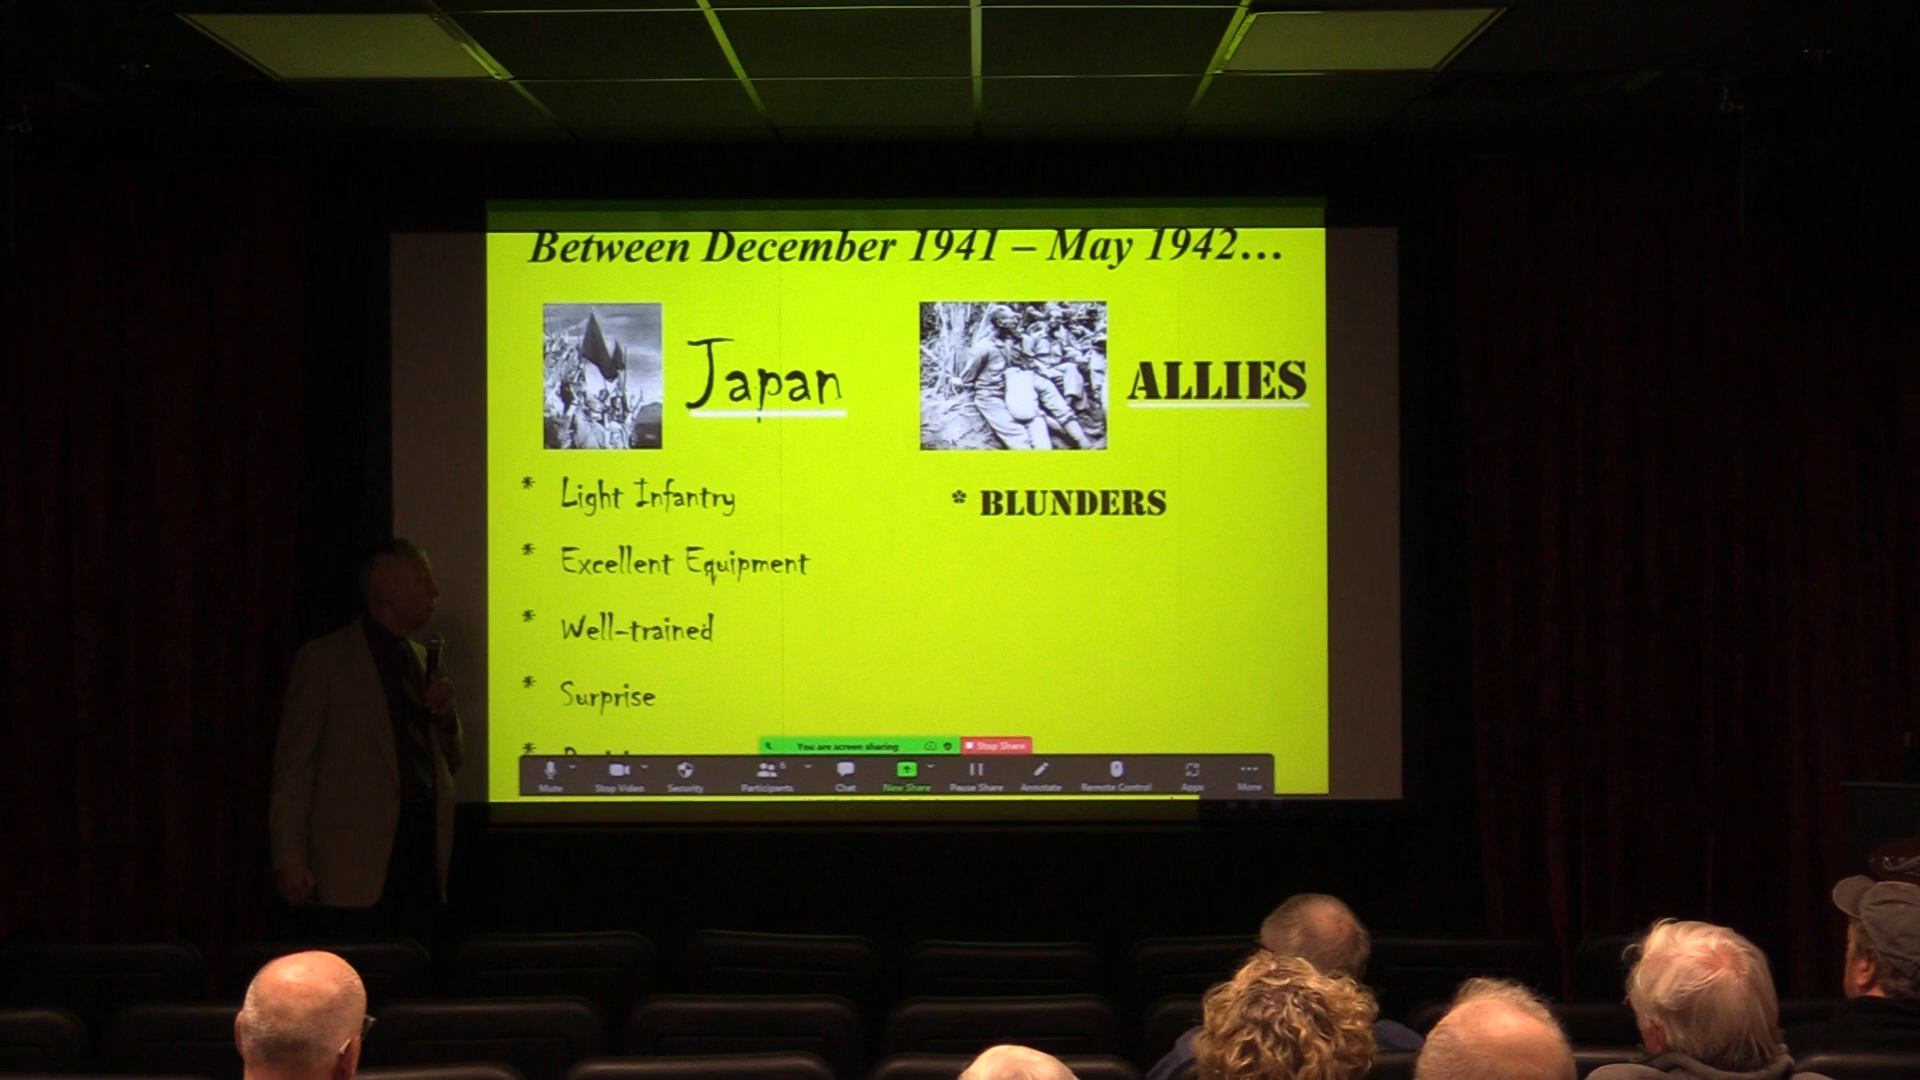 Between December 1941 – May 1942…
Japan
ALLIES
* Light Infantry
* BLUNDERS
* Excellent Equipment
* Well-trained
* Surprise
*
You are screen sharing
Stop Share
Mute
Stop Video
Security
Participants
6
Chat
New Share
Pause Share
Annotate
Remote Control
Apps
More